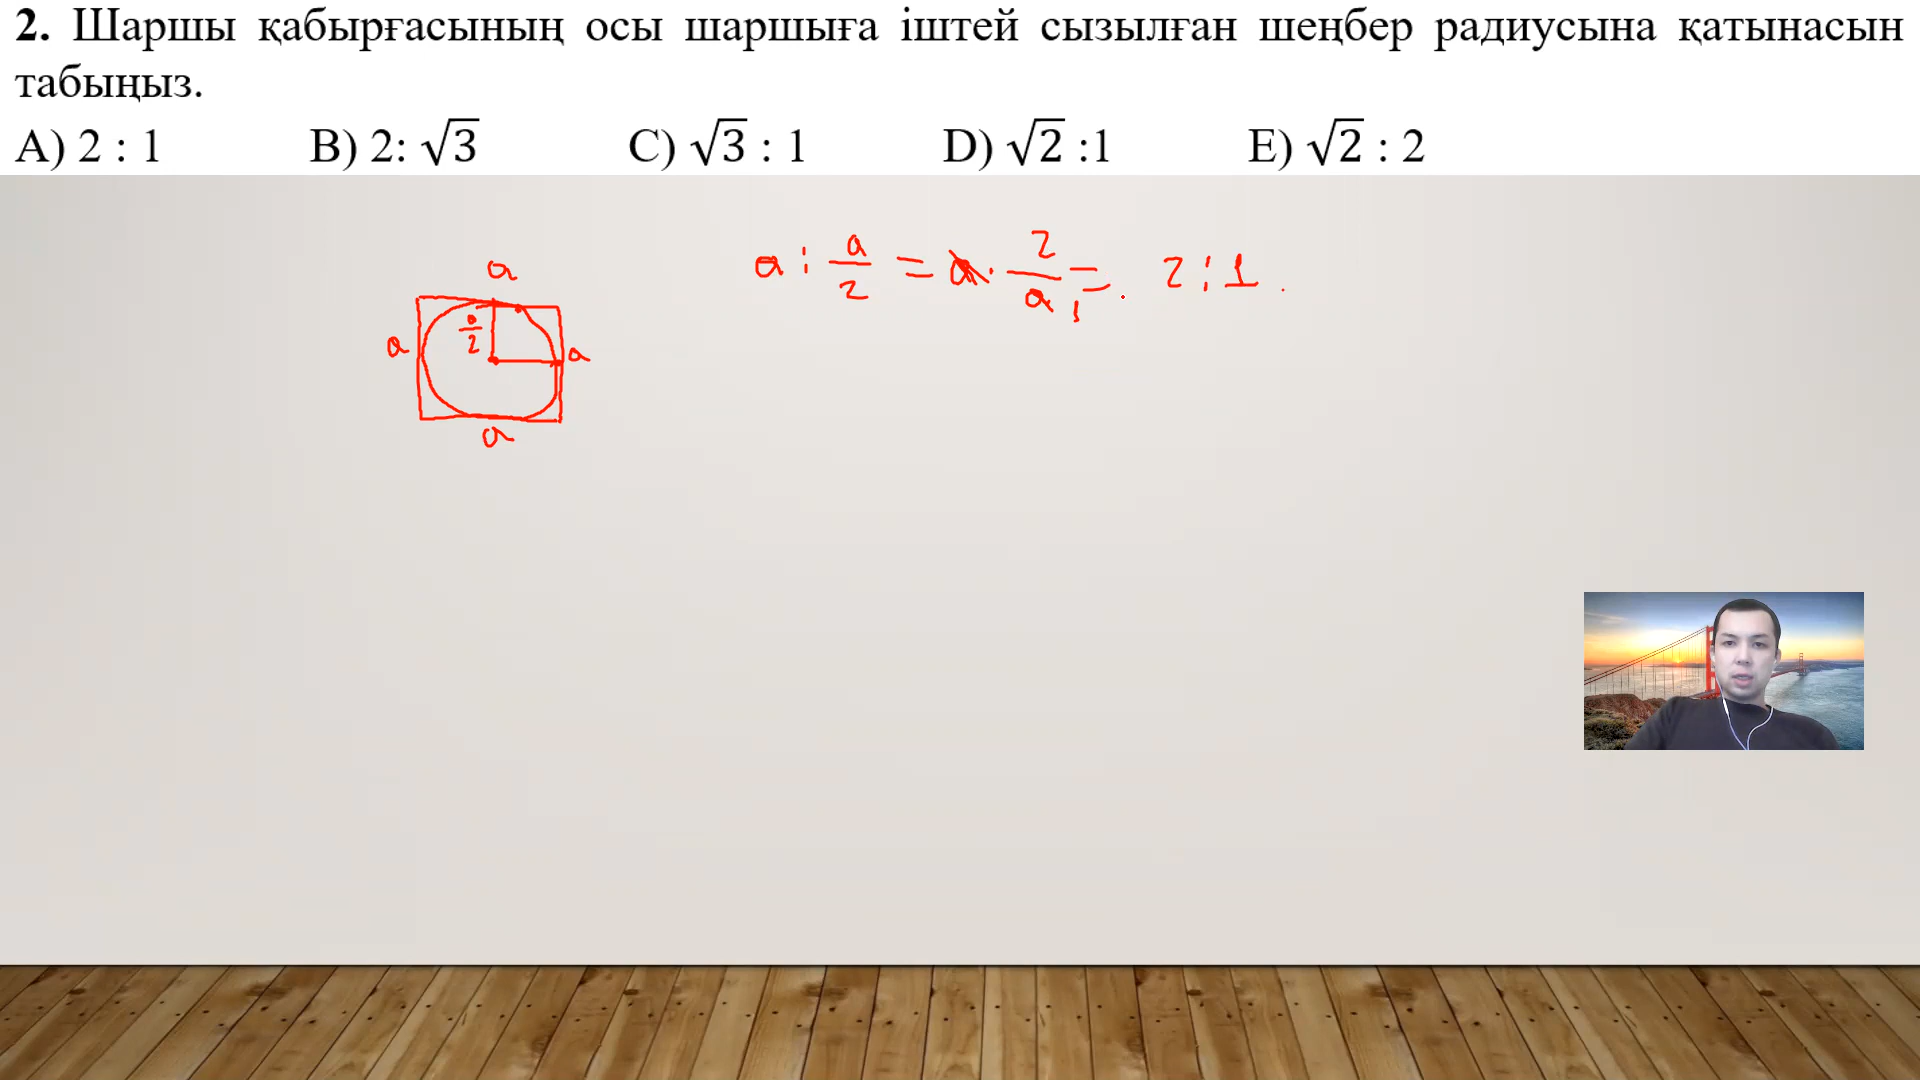 2. Шаршы қабырғасының осы шаршыға іштей сызылған шеңбер радиусына қатынасын
табыңыз.
A) 2 : 1 B) 2: √3 C) √3 : 1 D) √2 :1 E) √2 : 2
a : a/2 = a · 2/a = 2 : 1 .
1
a
a/2
a a
a